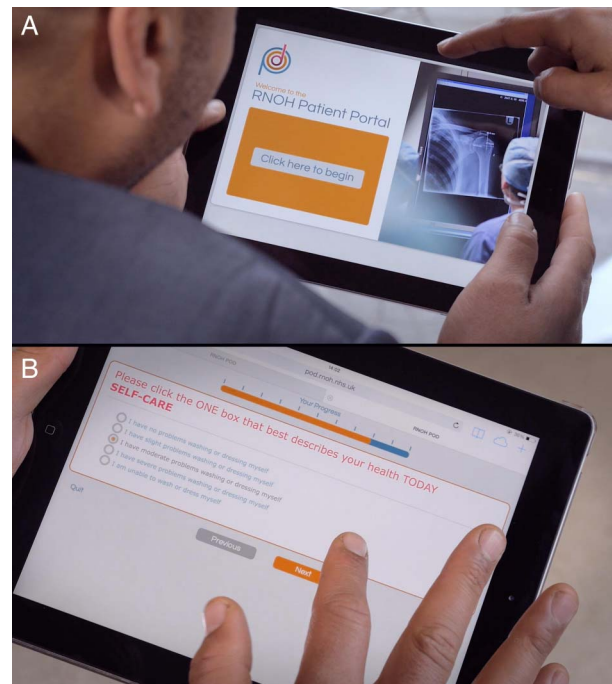 A
Welcome to the
RNOH Patient Portal
Click here to begin
B
RNOH POD
pod.rnoh.nhs.uk
RNOH POD
Your Progress
Please click the ONE box that best describes your health TODAY
SELF-CARE
I have no problems washing or dressing myself
I have slight problems washing or dressing myself
I have moderate problems washing or dressing myself
I have severe problems washing or dressing myself
I am unable to wash or dress myself
Quit
Previous
Next